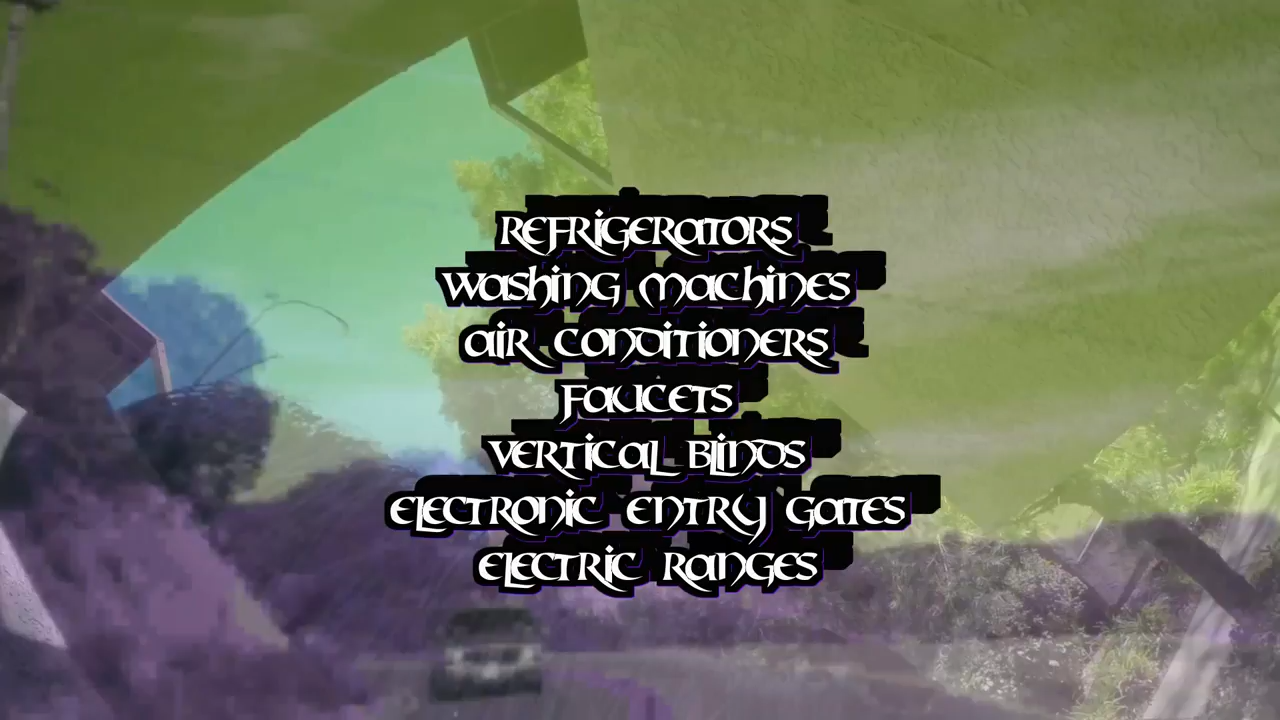 REFRIGERATORS
WASHING MACHINES
AIR CONDITIONERS
FAUCETS
VERTICAL BLINDS
ELECTRONIC ENTRY GATES
ELECTRIC RANGES